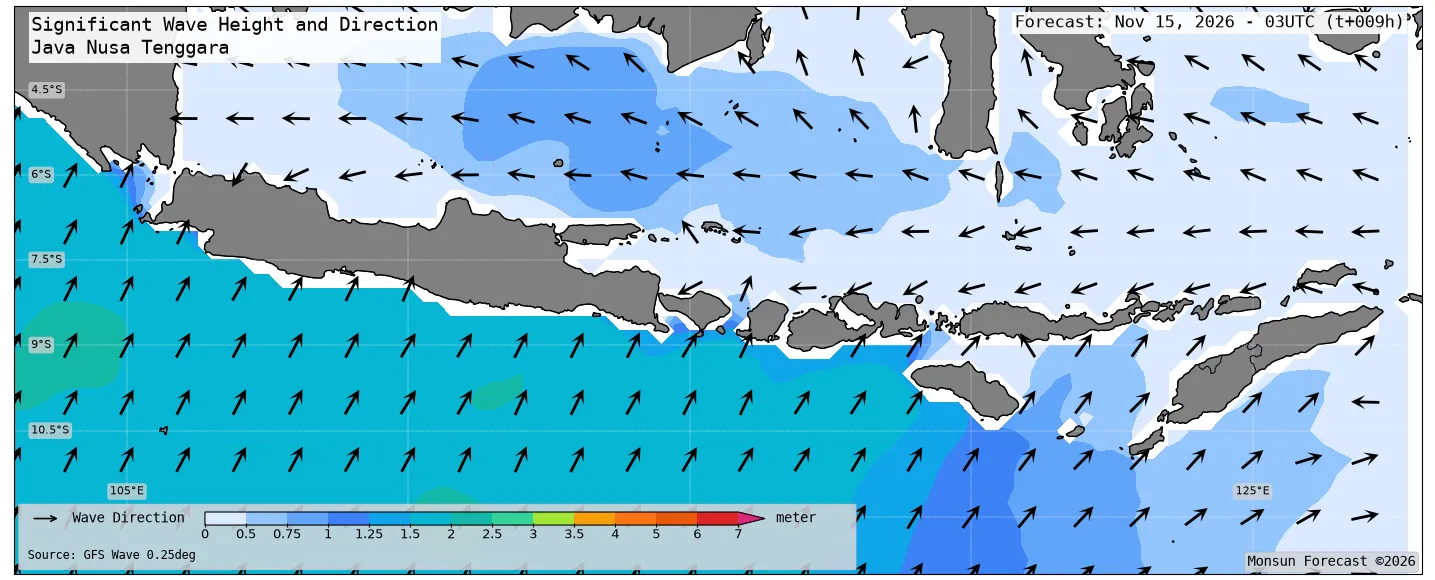 Significant Wave Height and Direction
Java Nusa Tenggara
Forecast: Nov 15, 2026 - 03UTC (t+009h)
4.5°S
6°S
7.5°S
9°S
10.5°S
105°E
125°E
Wave Direction
0 0.5 0.75 1 1.25 1.5 2 2.5 3 3.5 4 5 6 7
meter
Source: GFS Wave 0.25deg
Monsun Forecast ©2026